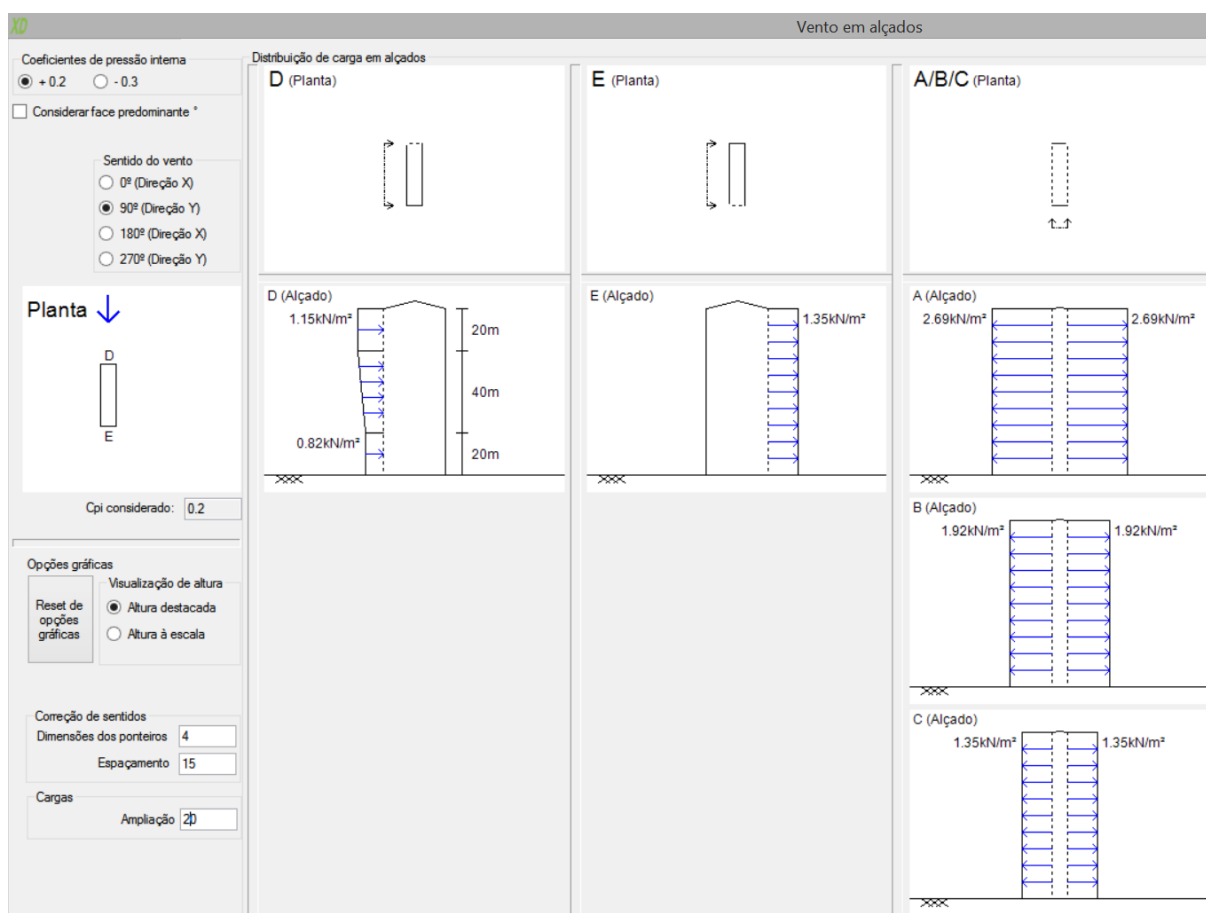 XD
Vento em alçados
Coeficientes de pressão interna
+ 0.2
- 0.3
Considerar face predominante °
Sentido do vento
0º (Direção X)
90º (Direção Y)
180º (Direção X)
270º (Direção Y)
Planta
D
E
Cpi considerado: 0.2
Opções gráficas
Reset de
opções
gráficas
Visualização de altura
Altura destacada
Altura à escala
Correção de sentidos
Dimensões dos ponteiros 4
Espaçamento 15
Cargas
Ampliação 20
Distribuição de carga em alçados
D (Planta)
D (Alçado)
1.15kN/m²
20m
40m
0.82kN/m²
20m
E (Planta)
E (Alçado)
1.35kN/m²
A/B/C (Planta)
A (Alçado)
2.69kN/m² 2.69kN/m²
B (Alçado)
1.92kN/m² 1.92kN/m²
C (Alçado)
1.35kN/m² 1.35kN/m²